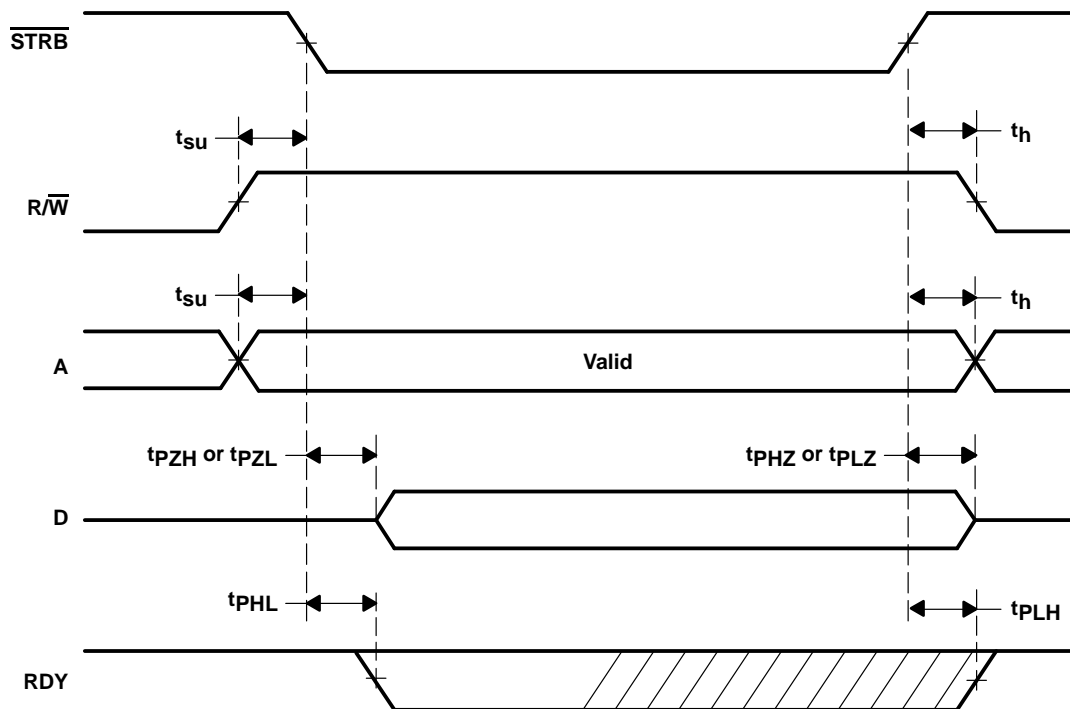 STRB
tsu
th
R/W
tsu
th
A
Valid
tPZH or tPZL
tPHZ or tPLZ
D
tPHL
tPLH
RDY